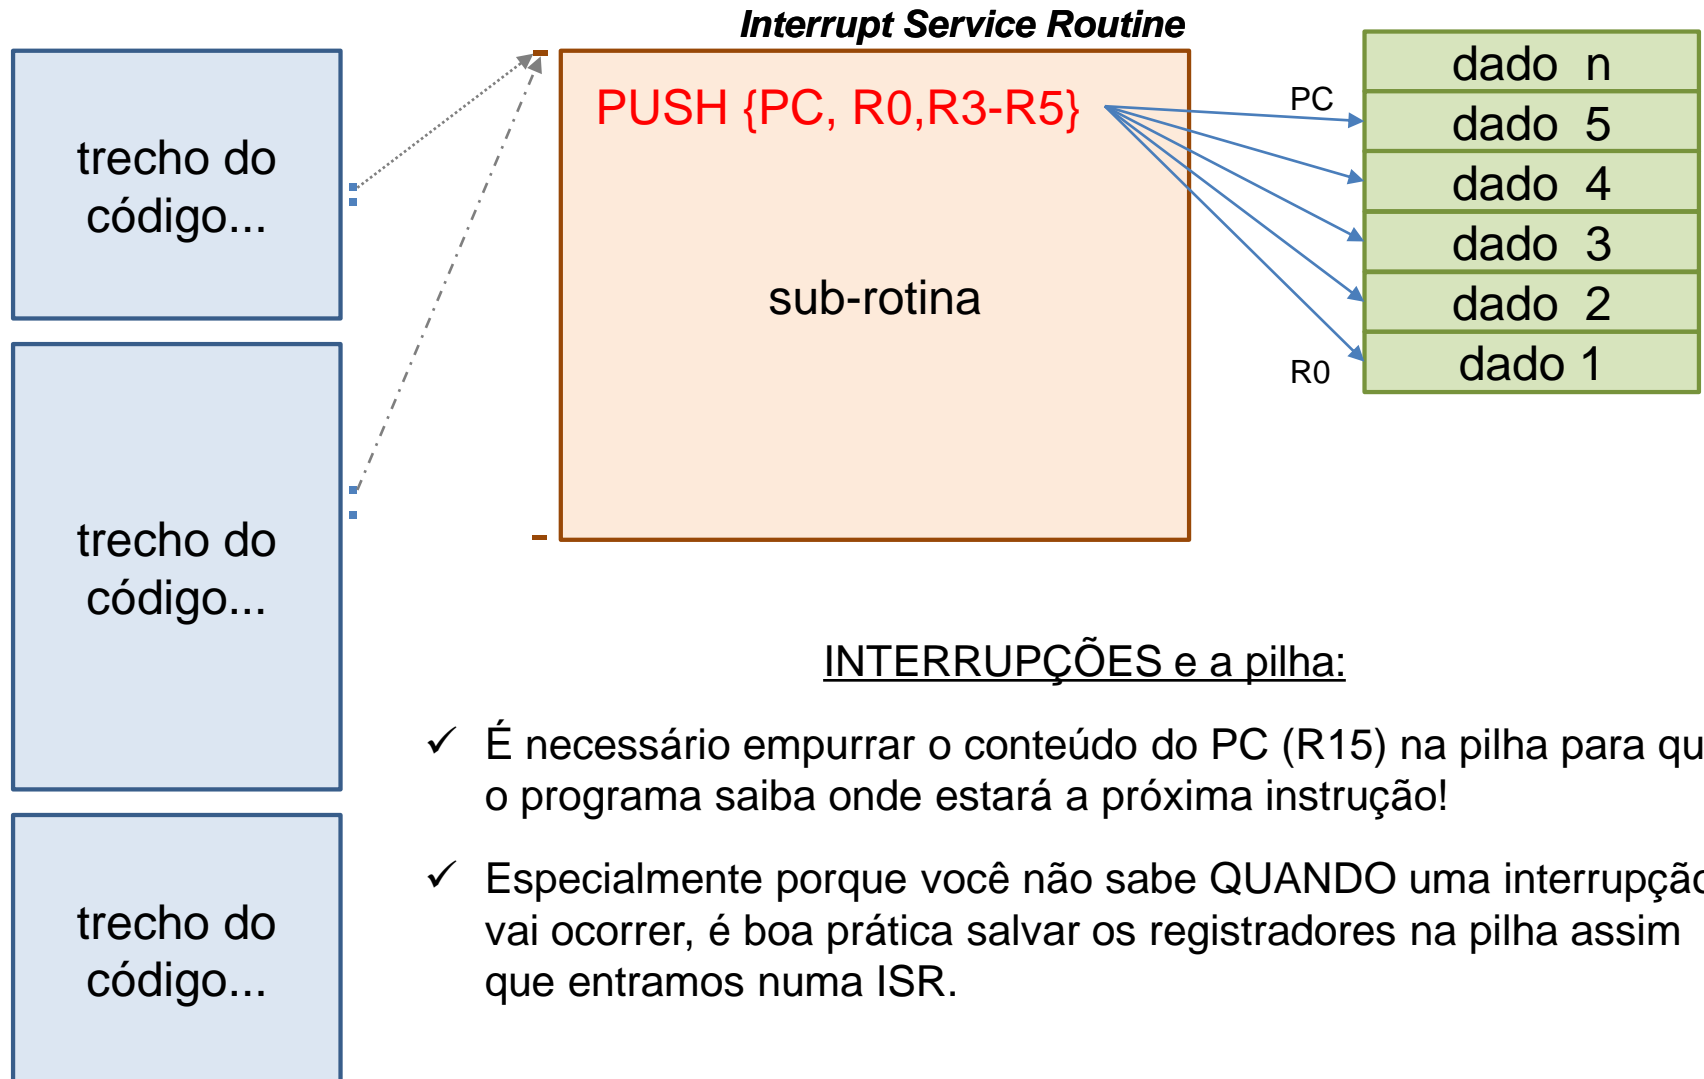 Interrupt Service Routine
trecho do
código...
PUSH {PC, R0,R3-R5}
sub-rotina
PC
R0
dado n
dado 5
dado 4
dado 3
dado 2
dado 1
trecho do
código...
trecho do
código...
INTERRUPÇÕES e a pilha:
✓ É necessário empurrar o conteúdo do PC (R15) na pilha para qu
o programa saiba onde estará a próxima instrução!
✓ Especialmente porque você não sabe QUANDO uma interrupção
vai ocorrer, é boa prática salvar os registradores na pilha assim
que entramos numa ISR.